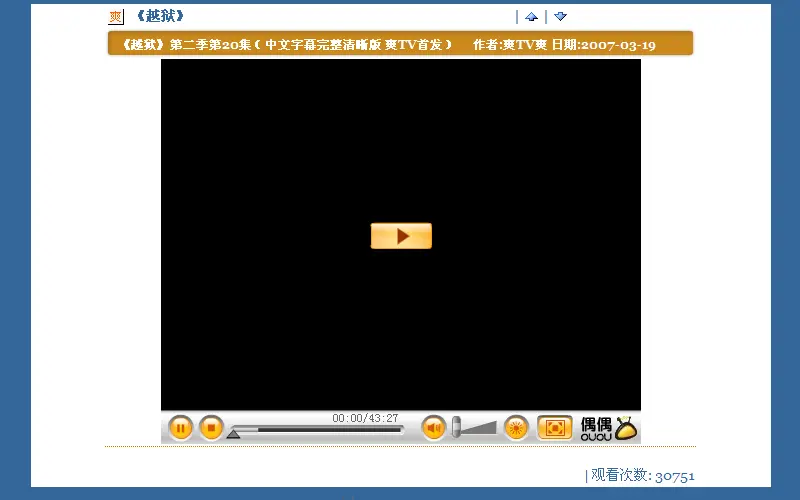 爽 《越狱》
《越狱》第二季第20集（中文字幕完整清晰版 爽TV首发） 作者:爽TV爽 日期:2007-03-19
00:00/43:27
偶偶
OUOU
| 观看次数: 30751